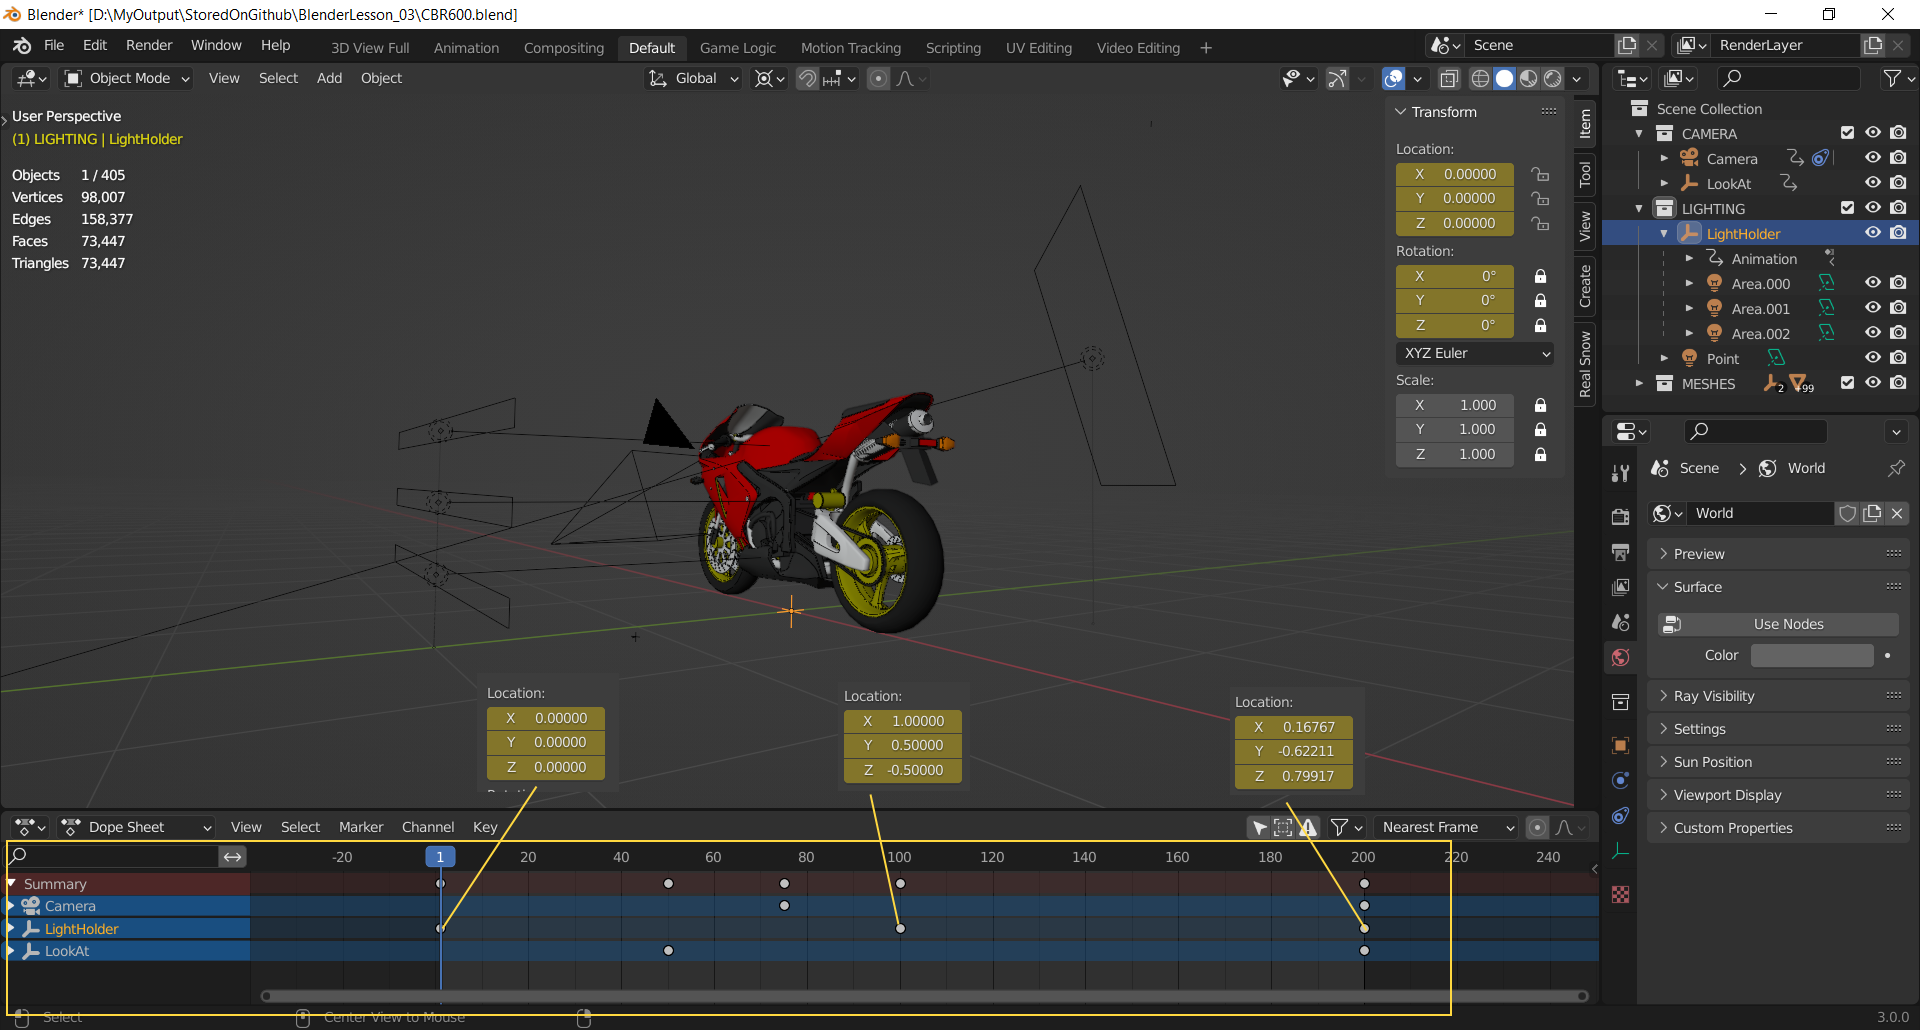 Blender* [D:\MyOutput\StoredOnGithub\BlenderLesson_03\CBR600.blend]
File Edit Render Window Help 3D View Full Animation Compositing Default Game Logic Motion Tracking Scripting UV Editing Video Editing + Scene RenderLayer
Object Mode View Select Add Object Global
User Perspective
(1) LIGHTING | LightHolder
Objects 1 / 405
Vertices 98,007
Edges 158,377
Faces 73,447
Triangles 73,447
Transform
Location:
X 0.00000
Y 0.00000
Z 0.00000
Rotation:
X 0°
Y 0°
Z 0°
XYZ Euler
Scale:
X 1.000
Y 1.000
Z 1.000
Item
Tool
View
Create
Real Snow
Scene Collection
CAMERA
Camera
LookAt
LIGHTING
LightHolder
Animation
Area.000
Area.001
Area.002
Point
MESHES 2 +99
Scene > World
World
Preview
Surface
Use Nodes
Color
Ray Visibility
Settings
Sun Position
Viewport Display
Custom Properties
Location:
X 0.00000
Y 0.00000
Z 0.00000
Location:
X 1.00000
Y 0.50000
Z -0.50000
Location:
X 0.16767
Y -0.62211
Z 0.79917
Dope Sheet View Select Marker Channel Key Nearest Frame
-20 1 20 40 60 80 100 120 140 160 180 200 220 240
Summary
Camera
LightHolder
LookAt
Select Center View to Mouse 3.0.0